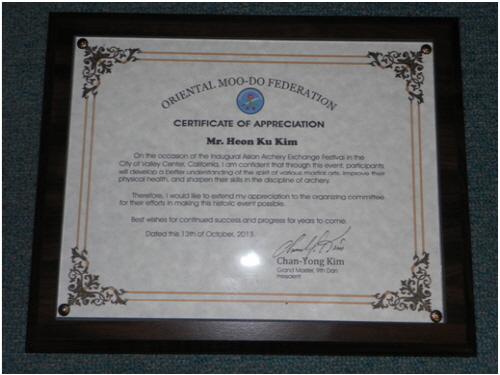 ORIENTAL MOO-DO FEDERATION
CERTIFICATE OF APPRECIATION
Mr. Heon Ku Kim
On the occasion of the Inaugural Asian Archery Exchange Festival in the
City of Valley Center, California, I am confident that through this event, participants
will develop a better understanding of the spirit of various martial arts, improve their
physical health, and sharpen their skills in the discipline of archery.
Therefore, I would like to extend my appreciation to the organizing committee
for their efforts in making this historic event possible.
Best wishes for continued success and progress for years to come.
Dated this 13th of October, 2013.
Chan-Yong Kim
Grand Master, 9th Dan
President